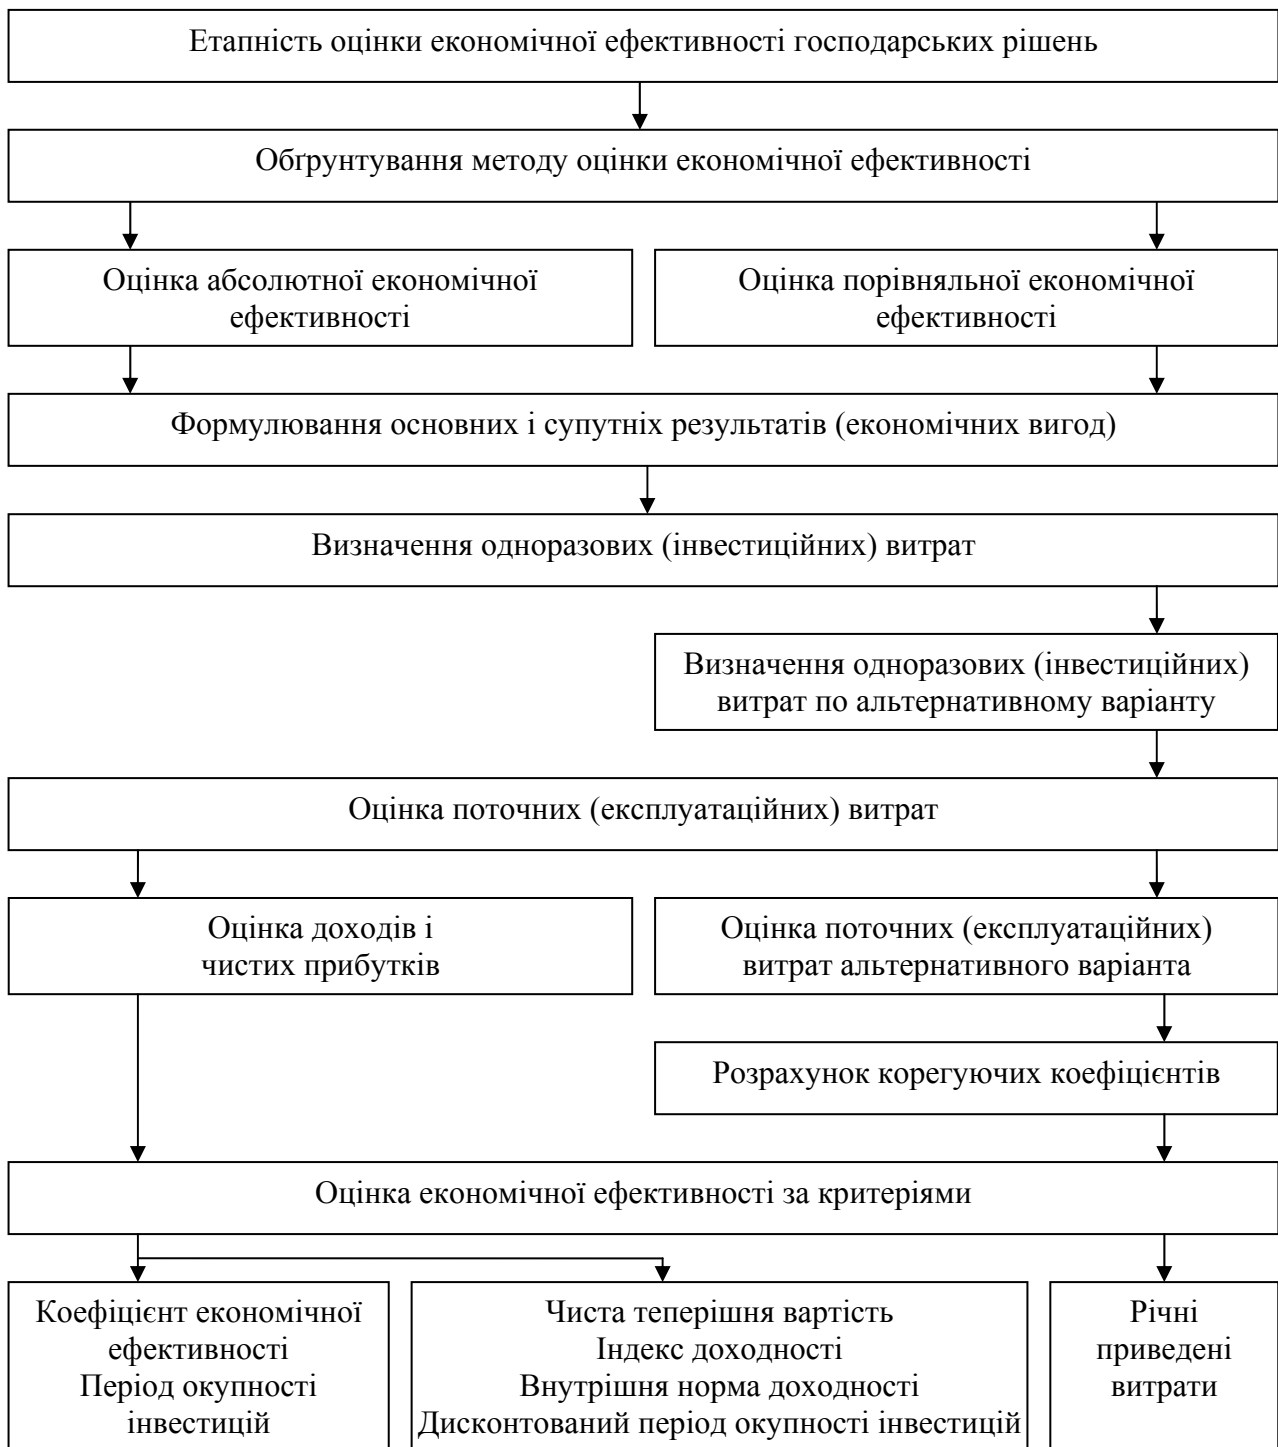 Етапність оцінки економічної ефективності господарських рішень
Обґрунтування методу оцінки економічної ефективності
Оцінка абсолютної економічної
ефективності
Оцінка порівняльної економічної
ефективності
Формулювання основних і супутніх результатів (економічних вигод)
Визначення одноразових (інвестиційних) витрат
Визначення одноразових (інвестиційних)
витрат по альтернативному варіанту
Оцінка поточних (експлуатаційних) витрат
Оцінка доходів і
чистих прибутків
Оцінка поточних (експлуатаційних)
витрат альтернативного варіанта
Розрахунок корегуючих коефіцієнтів
Оцінка економічної ефективності за критеріями
Коефіцієнт економічної
ефективності
Період окупності
інвестицій
Чиста теперішня вартість
Індекс доходності
Внутрішня норма доходності
Дисконтований період окупності інвестицій
Річні
приведені
витрати